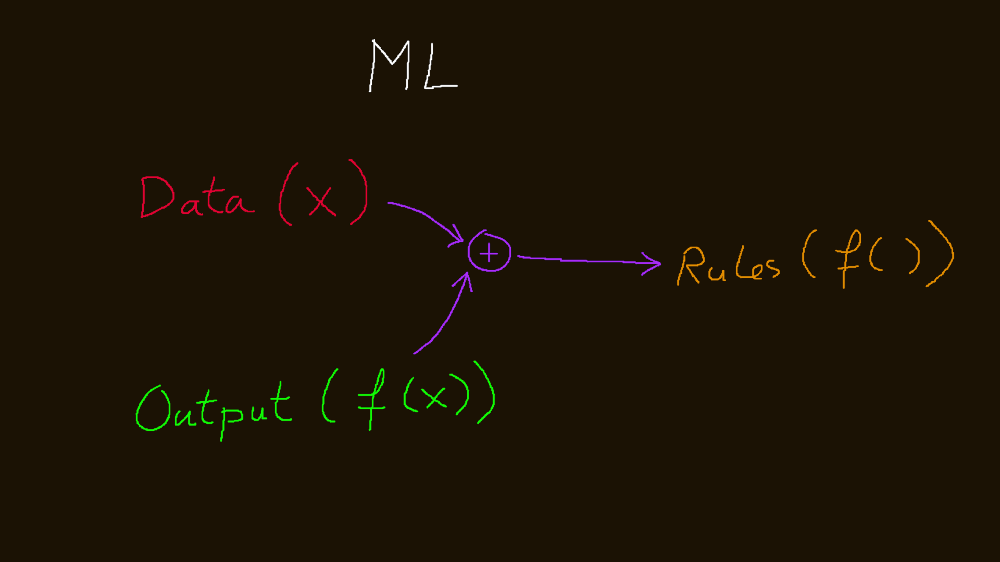 ML
Data (x)
+
Rules (f())
Output (f(x))